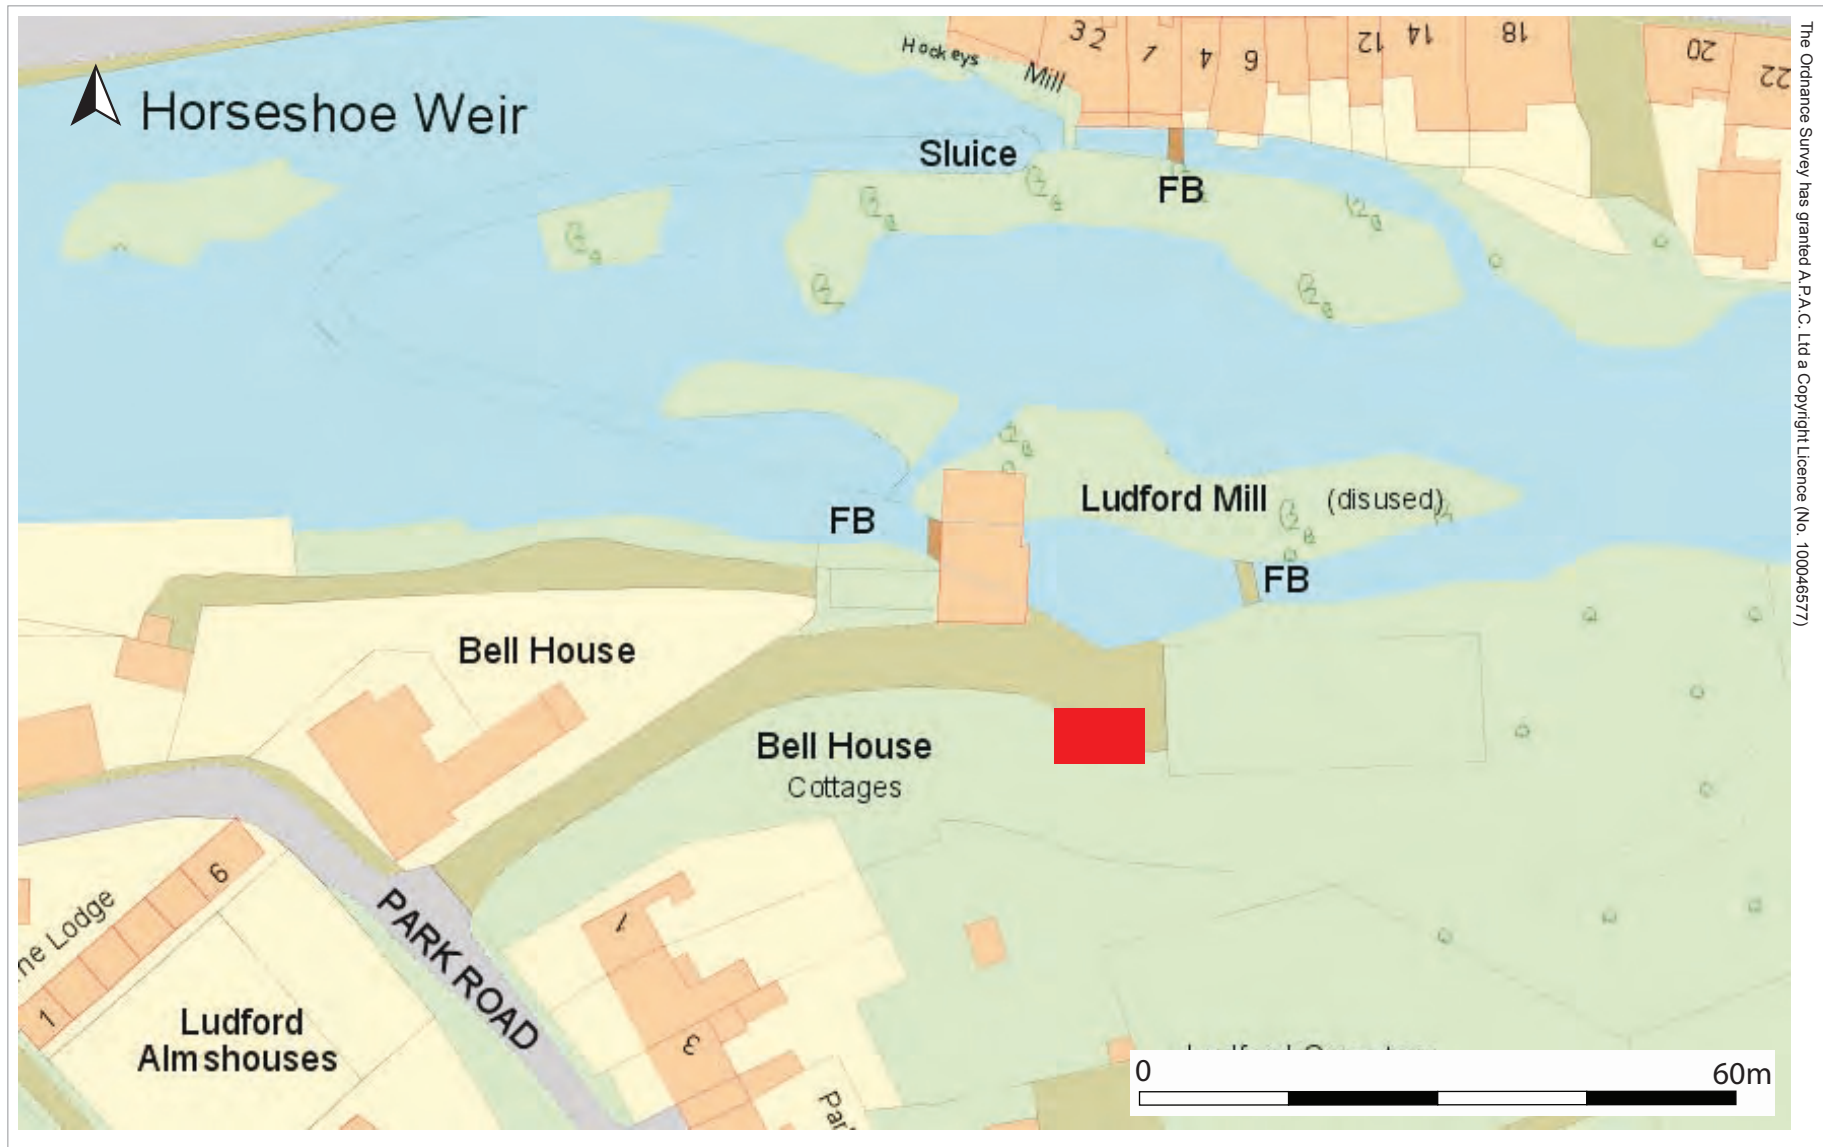 Horseshoe Weir
Hockeys
Mill
32
1
4
6
12
14
18
20
22
Sluice
FB
Ludford Mill (disused)
FB
FB
Bell House
Bell House
Cottages
PARK ROAD
6
1
Lodge
Ludford
Almshouses
1
3
0 60m
The Ordnance Survey has granted A.P.A.C. Ltd a Copyright Licence (No. 100046577)